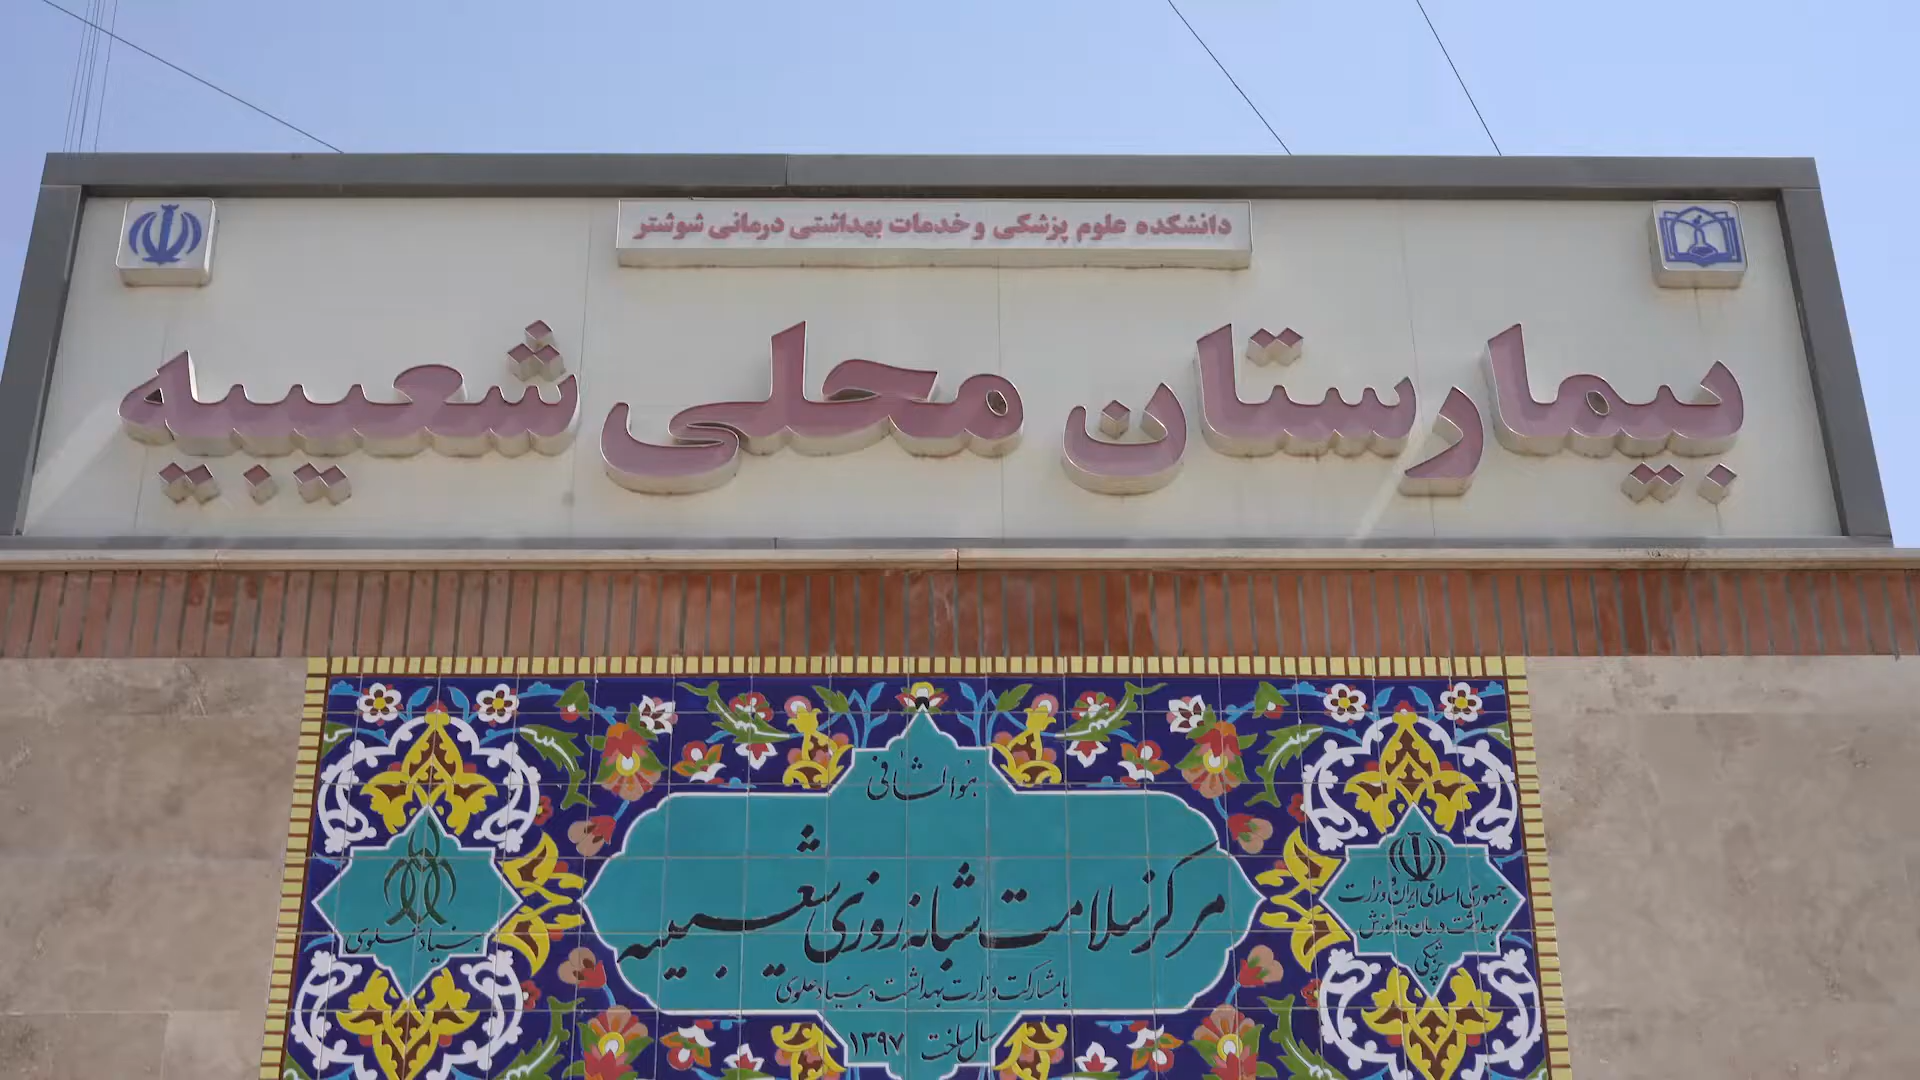 دانشکده علوم پزشکی و خدمات بهداشتی درمانی شوشتر
بیمارستان محلی شعیبیه
هوالشافی
مرکز سلامت شبانه روزی شعیبیه
با مشارکت وزارت بهداشت و بنیاد علوی
سال ساخت ۱۳۹۷
جمهوری اسلامی ایران
وزارت بهداشت درمان و آموزش
پزشکی
بنیاد علوی